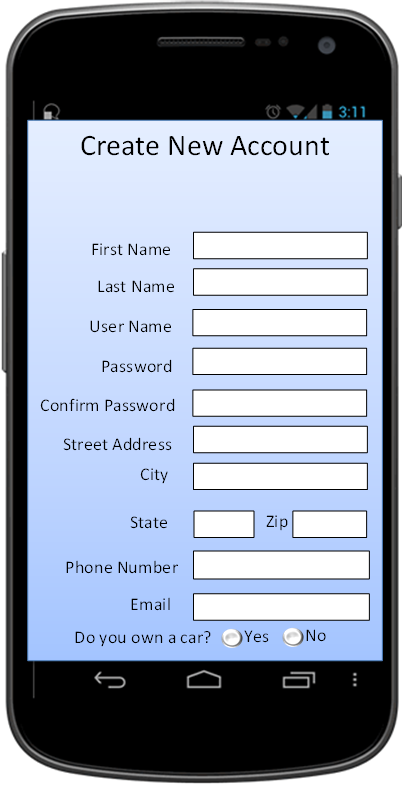 3:11
Create New Account
First Name
Last Name
User Name
Password
Confirm Password
Street Address
City
State Zip
Phone Number
Email
Do you own a car? Yes No